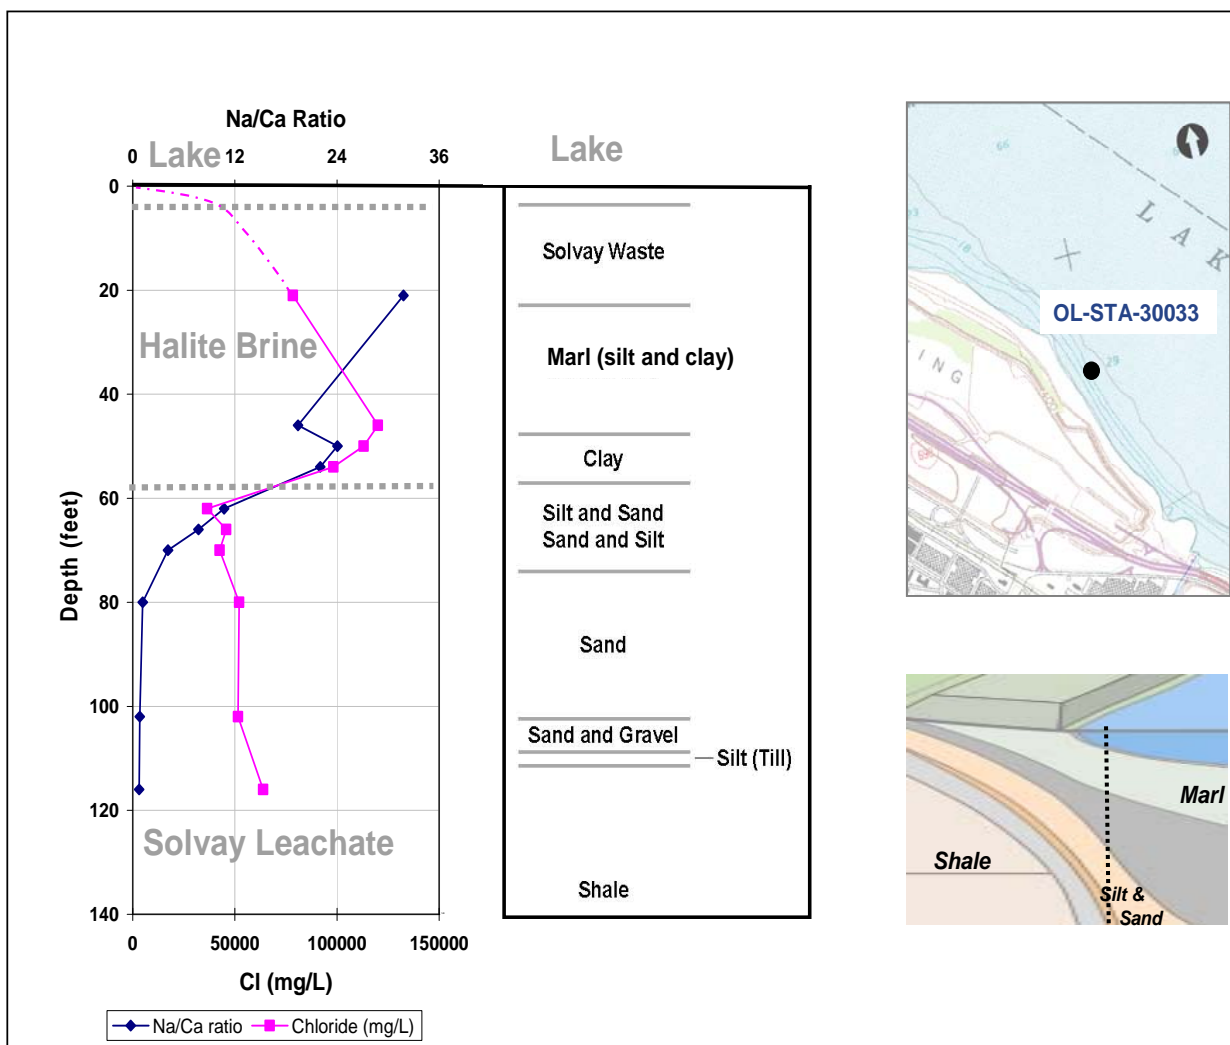 Na/Ca Ratio
0 12 24 36
Lake
Lake
0
20
40
60
80
100
120
140
Depth (feet)
Halite Brine
Solvay Leachate
0 50000 100000 150000
Cl (mg/L)
Na/Ca ratio Chloride (mg/L)
Solvay Waste
Marl (silt and clay)
Clay
Silt and Sand
Sand and Silt
Sand
Sand and Gravel
Silt (Till)
Shale
66
L A K
18
OL-STA-30033
29
I N G
Marl
Shale
Silt &
Sand